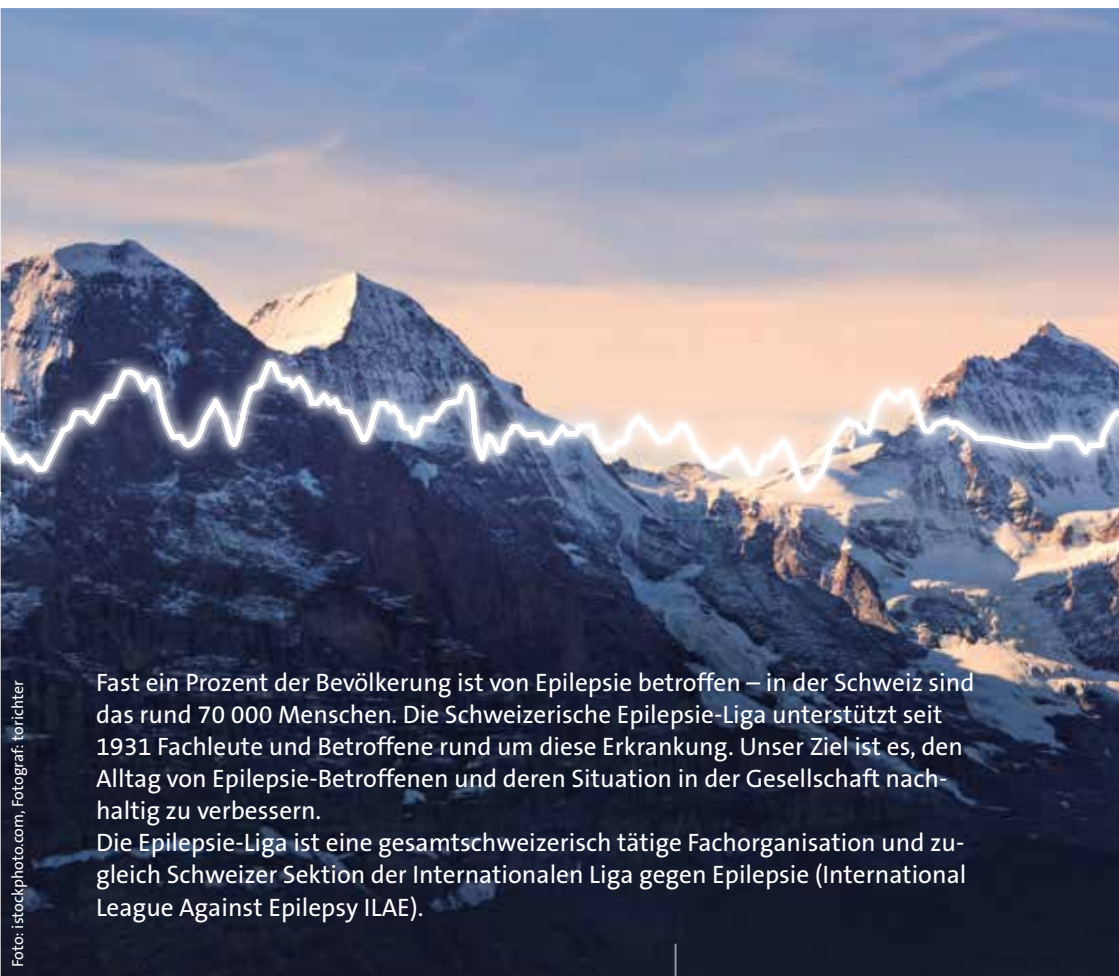 Fast ein Prozent der Bevölkerung ist von Epilepsie betroffen – in der Schweiz sind
das rund 70 000 Menschen. Die Schweizerische Epilepsie-Liga unterstützt seit
1931 Fachleute und Betroffene rund um diese Erkrankung. Unser Ziel ist es, den
Alltag von Epilepsie-Betroffenen und deren Situation in der Gesellschaft nach-
haltig zu verbessern.
Die Epilepsie-Liga ist eine gesamtschweizerisch tätige Fachorganisation und zu-
gleich Schweizer Sektion der Internationalen Liga gegen Epilepsie (International
League Against Epilepsy ILAE).
Foto: istockphoto.com, Fotograf: torichter